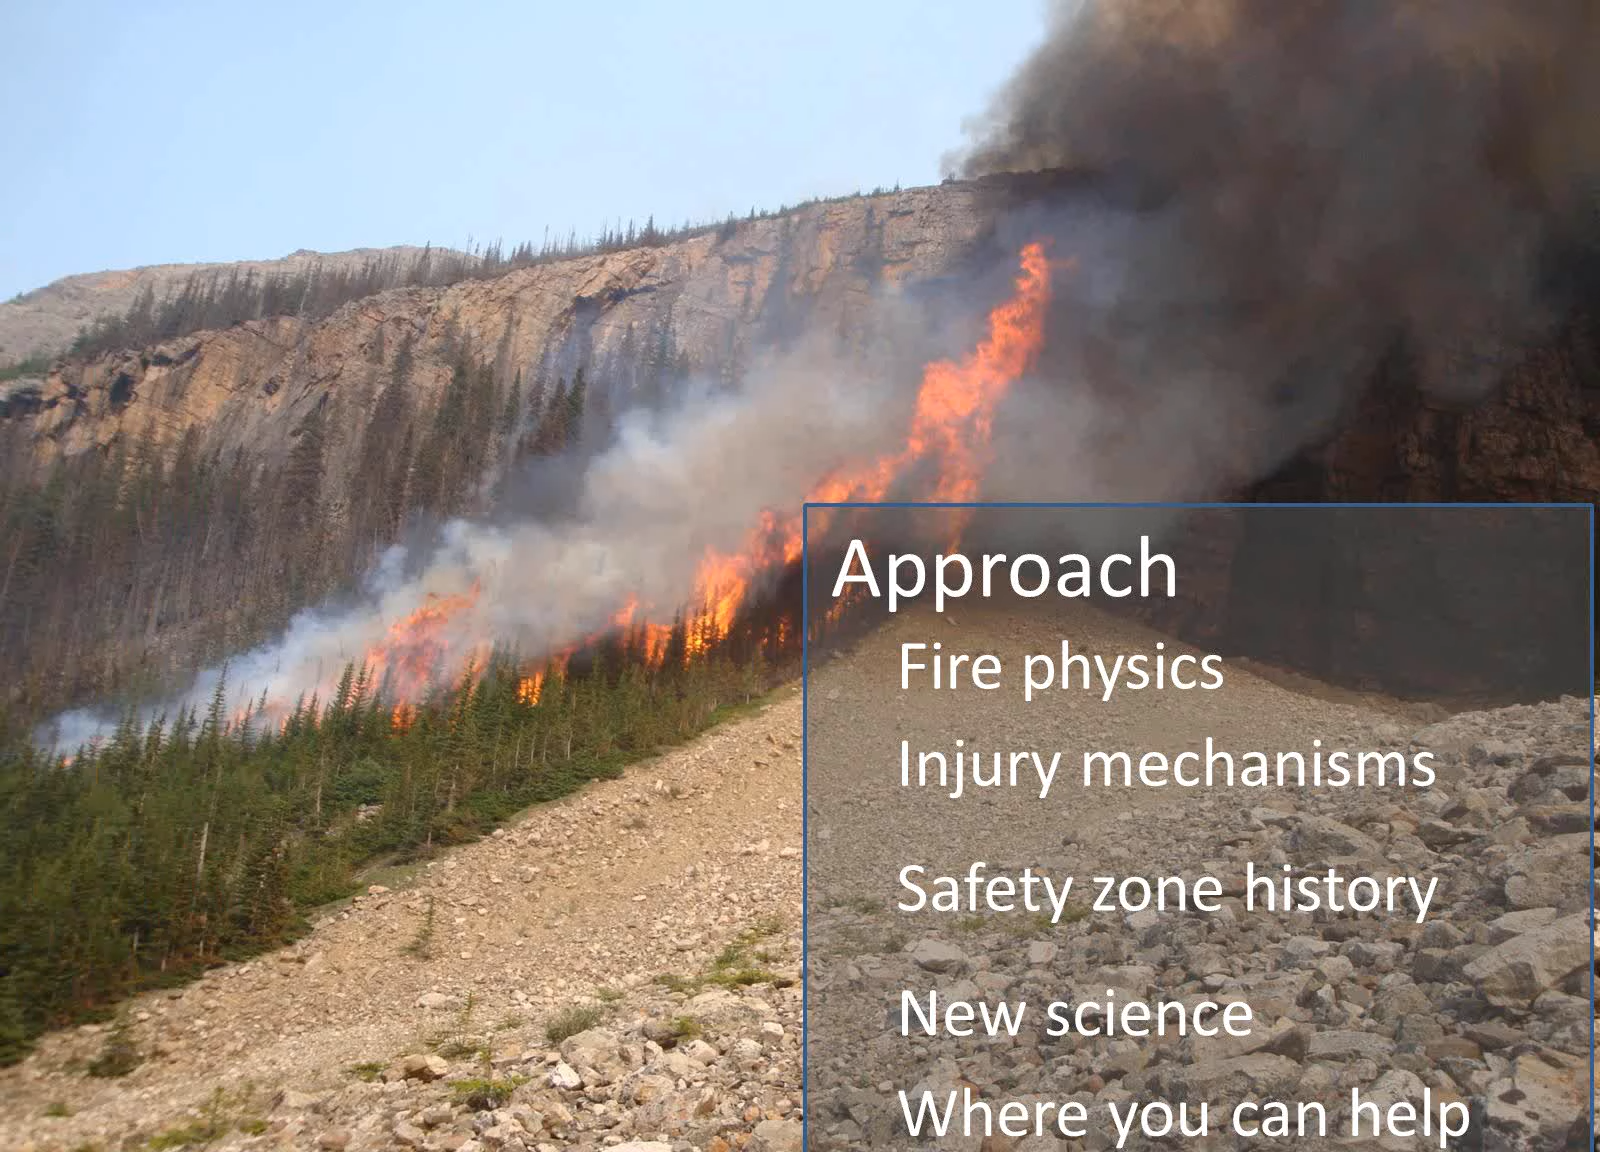 Approach
Fire physics
Injury mechanisms
Safety zone history
New science
Where you can help